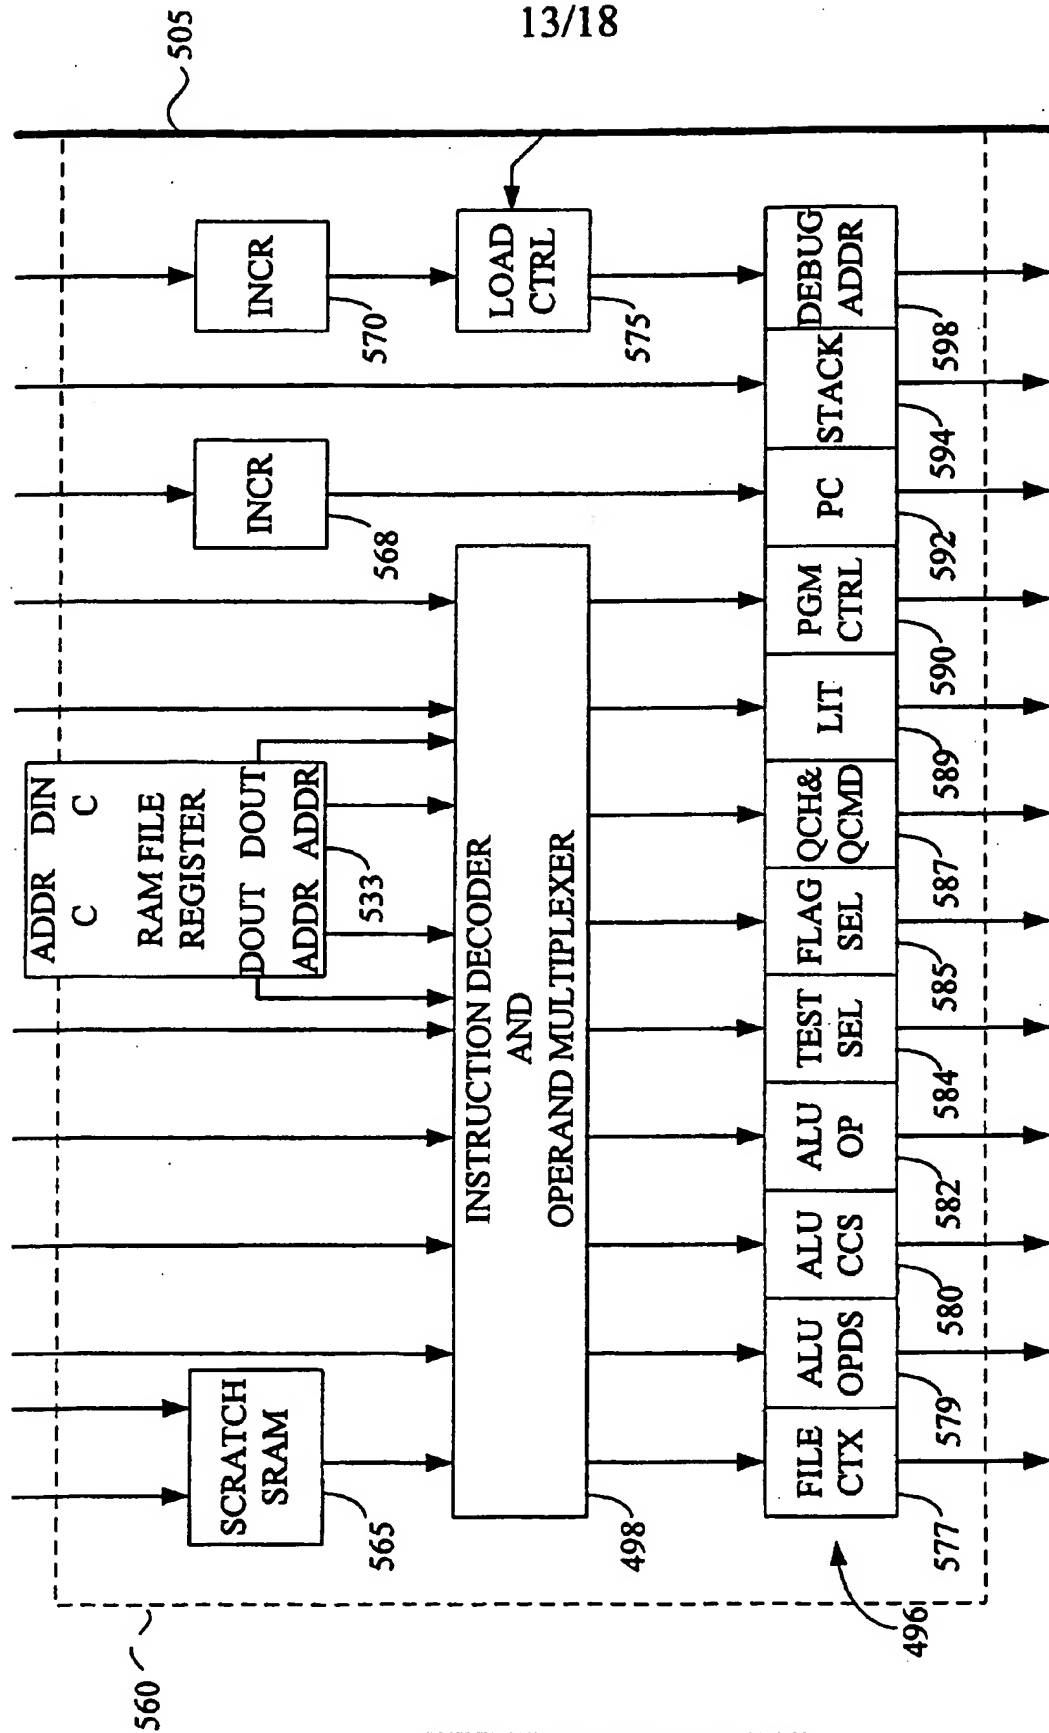 13/18
505
560
ADDR DIN
C C
RAM FILE
REGISTER
DOUT DOUT
ADDR ADDR
533
SCRATCH
SRAM
565
INCR
568
INCR
570
LOAD
CTRL
575
INSTRUCTION DECODER
AND
OPERAND MULTIPLEXER
498
496
FILE
CTX
577
ALU
OPDS
579
ALU
CCS
580
ALU
OP
582
TEST
SEL
584
FLAG
SEL
585
QCH&
QCMD
587
LIT
589
PGM
CTRL
590
PC
592
STACK
594
DEBUG
ADDR
598